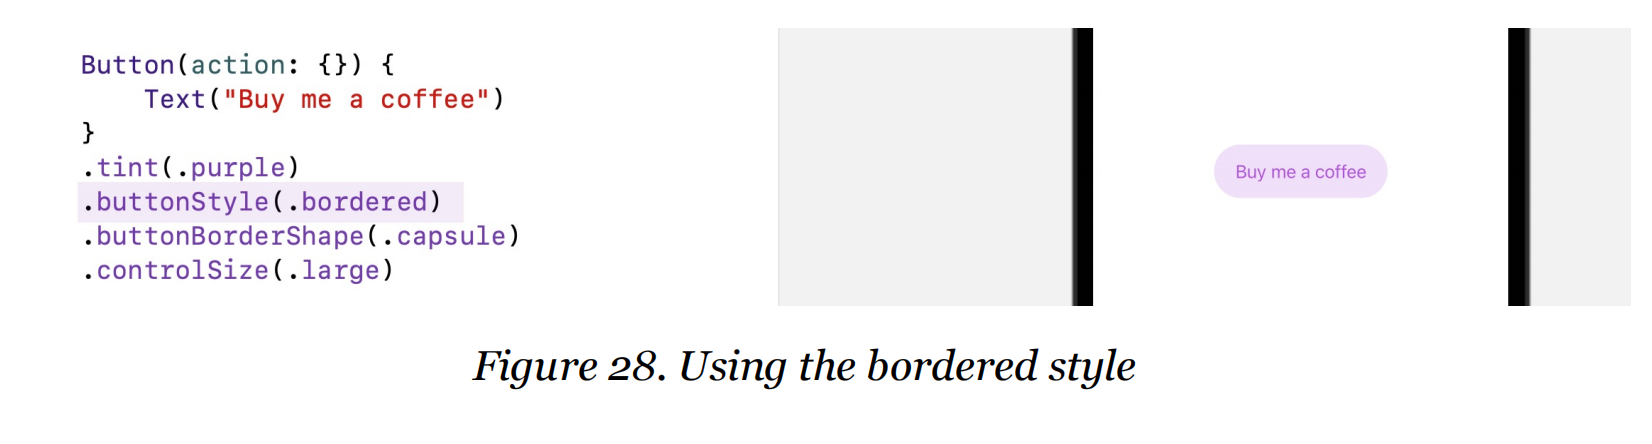 Button(action: {}) {
    Text("Buy me a coffee")
}
.tint(.purple)
.buttonStyle(.bordered)
.buttonBorderShape(.capsule)
.controlSize(.large)
Buy me a coffee
Figure 28. Using the bordered style